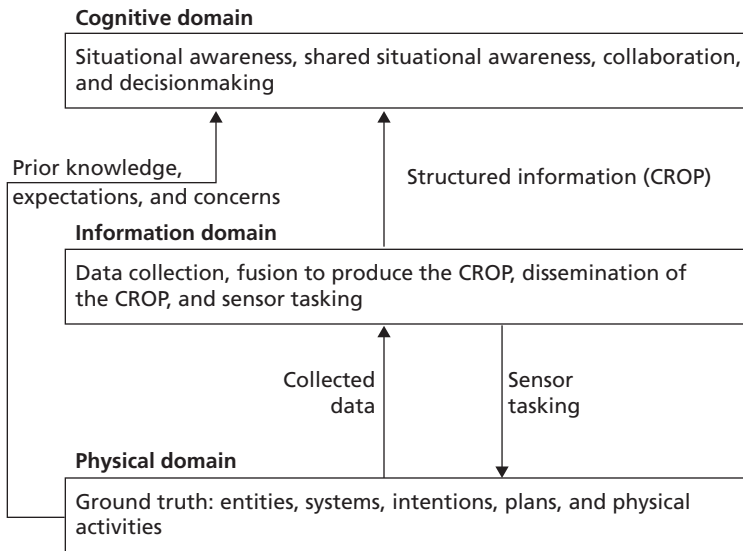 Cognitive domain
Situational awareness, shared situational awareness, collaboration,
and decisionmaking
Prior knowledge,
expectations, and concerns
Structured information (CROP)
Information domain
Data collection, fusion to produce the CROP, dissemination of
the CROP, and sensor tasking
Collected
data
Sensor
tasking
Physical domain
Ground truth: entities, systems, intentions, plans, and physical
activities